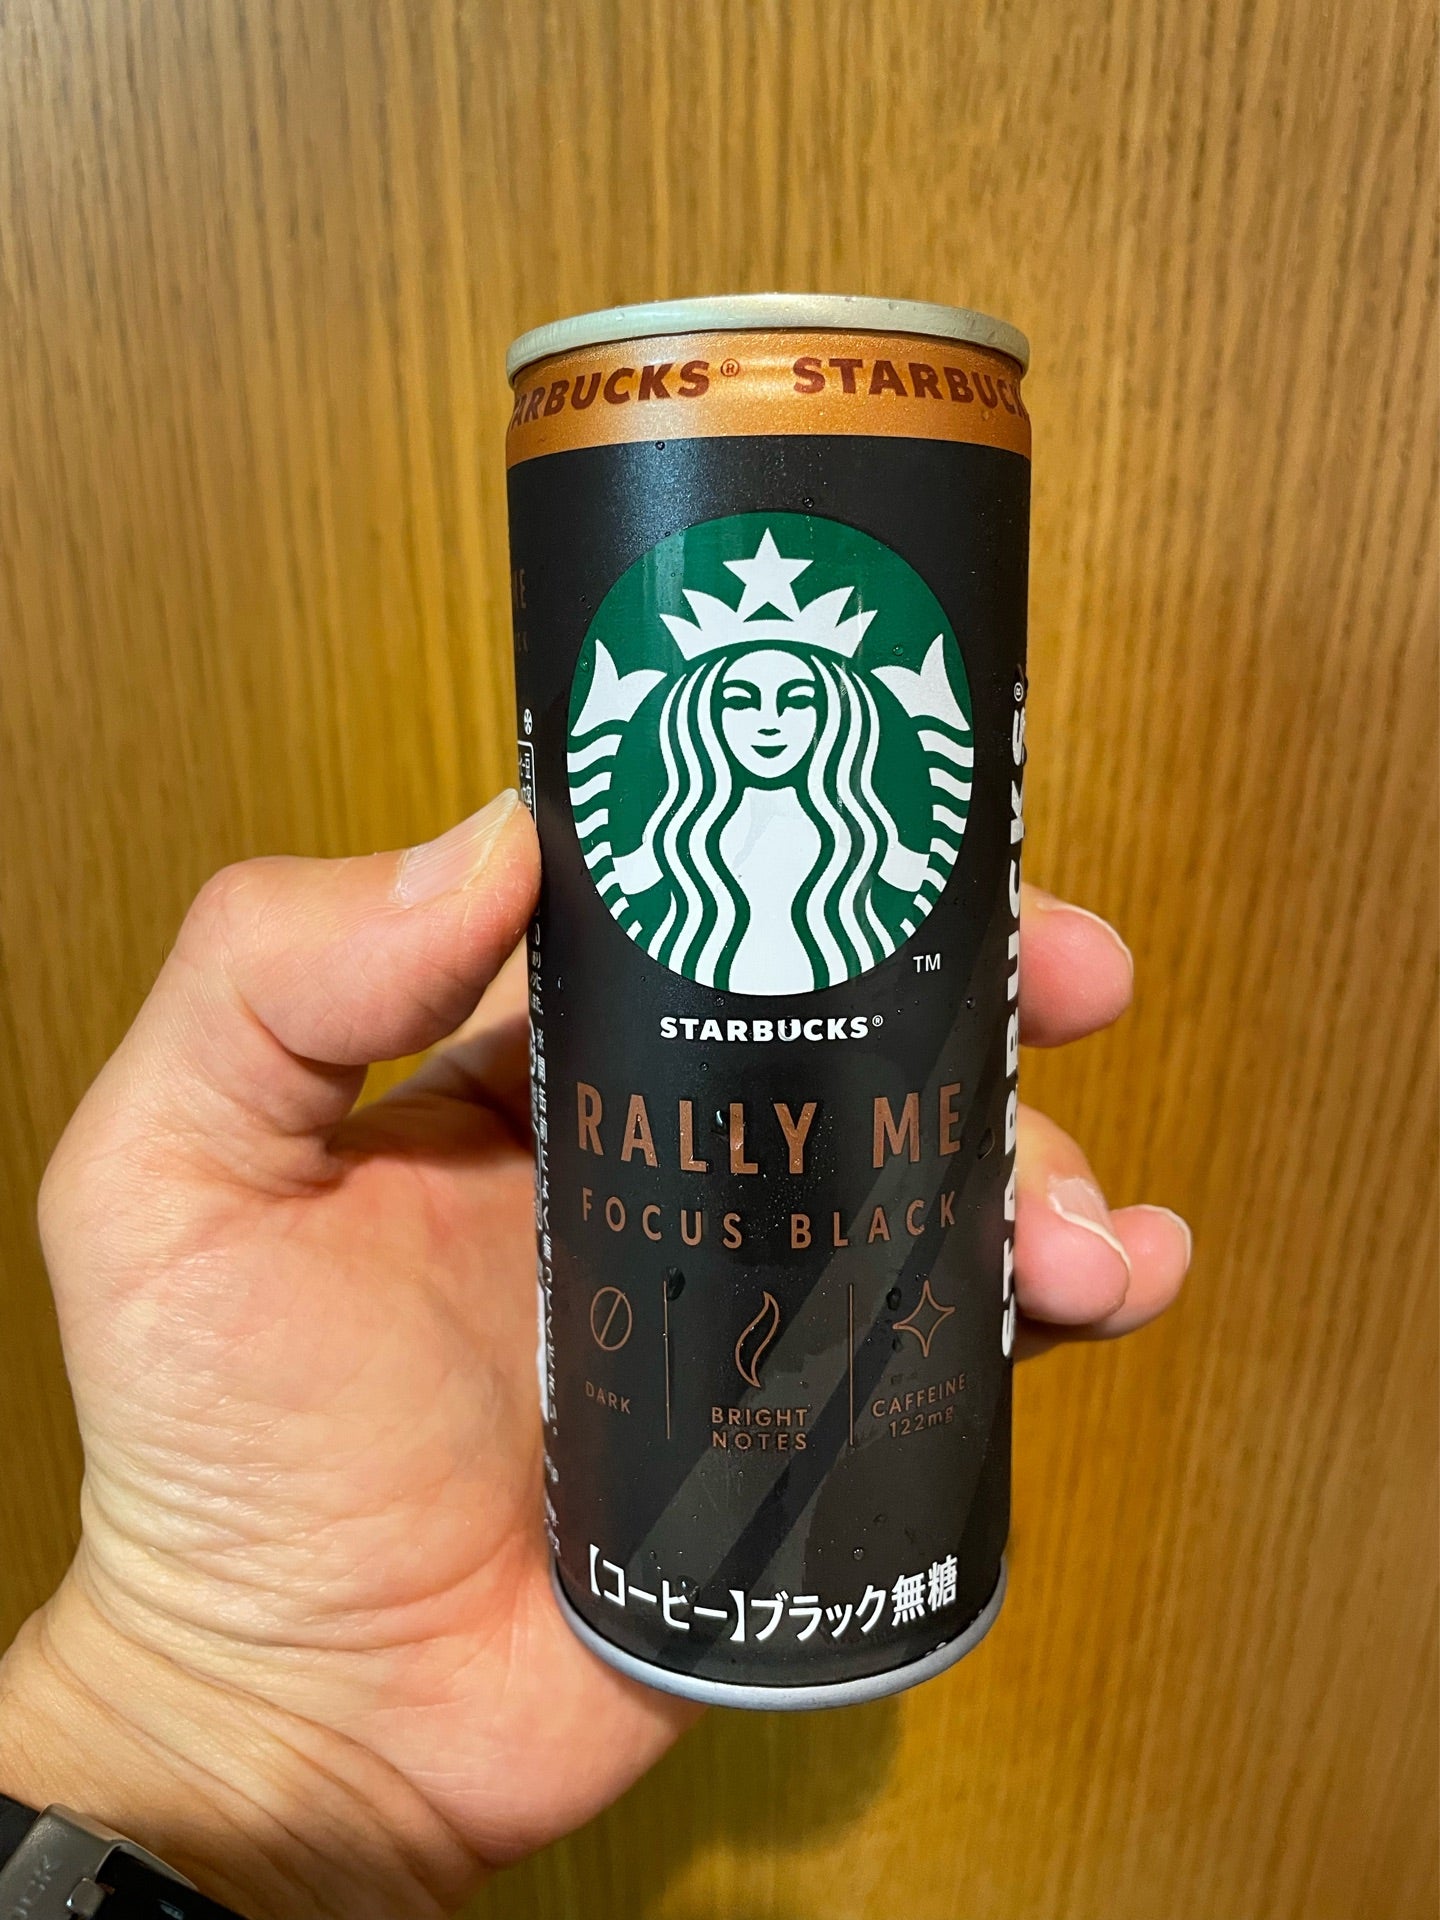 STARBUCKS® STARBUCKS
STARBUCKS®
TM
STARBUCKS®
RALLY ME
FOCUS BLACK
DARK
BRIGHT
NOTES
CAFFEINE
122mg
【コーヒー】ブラック無糖